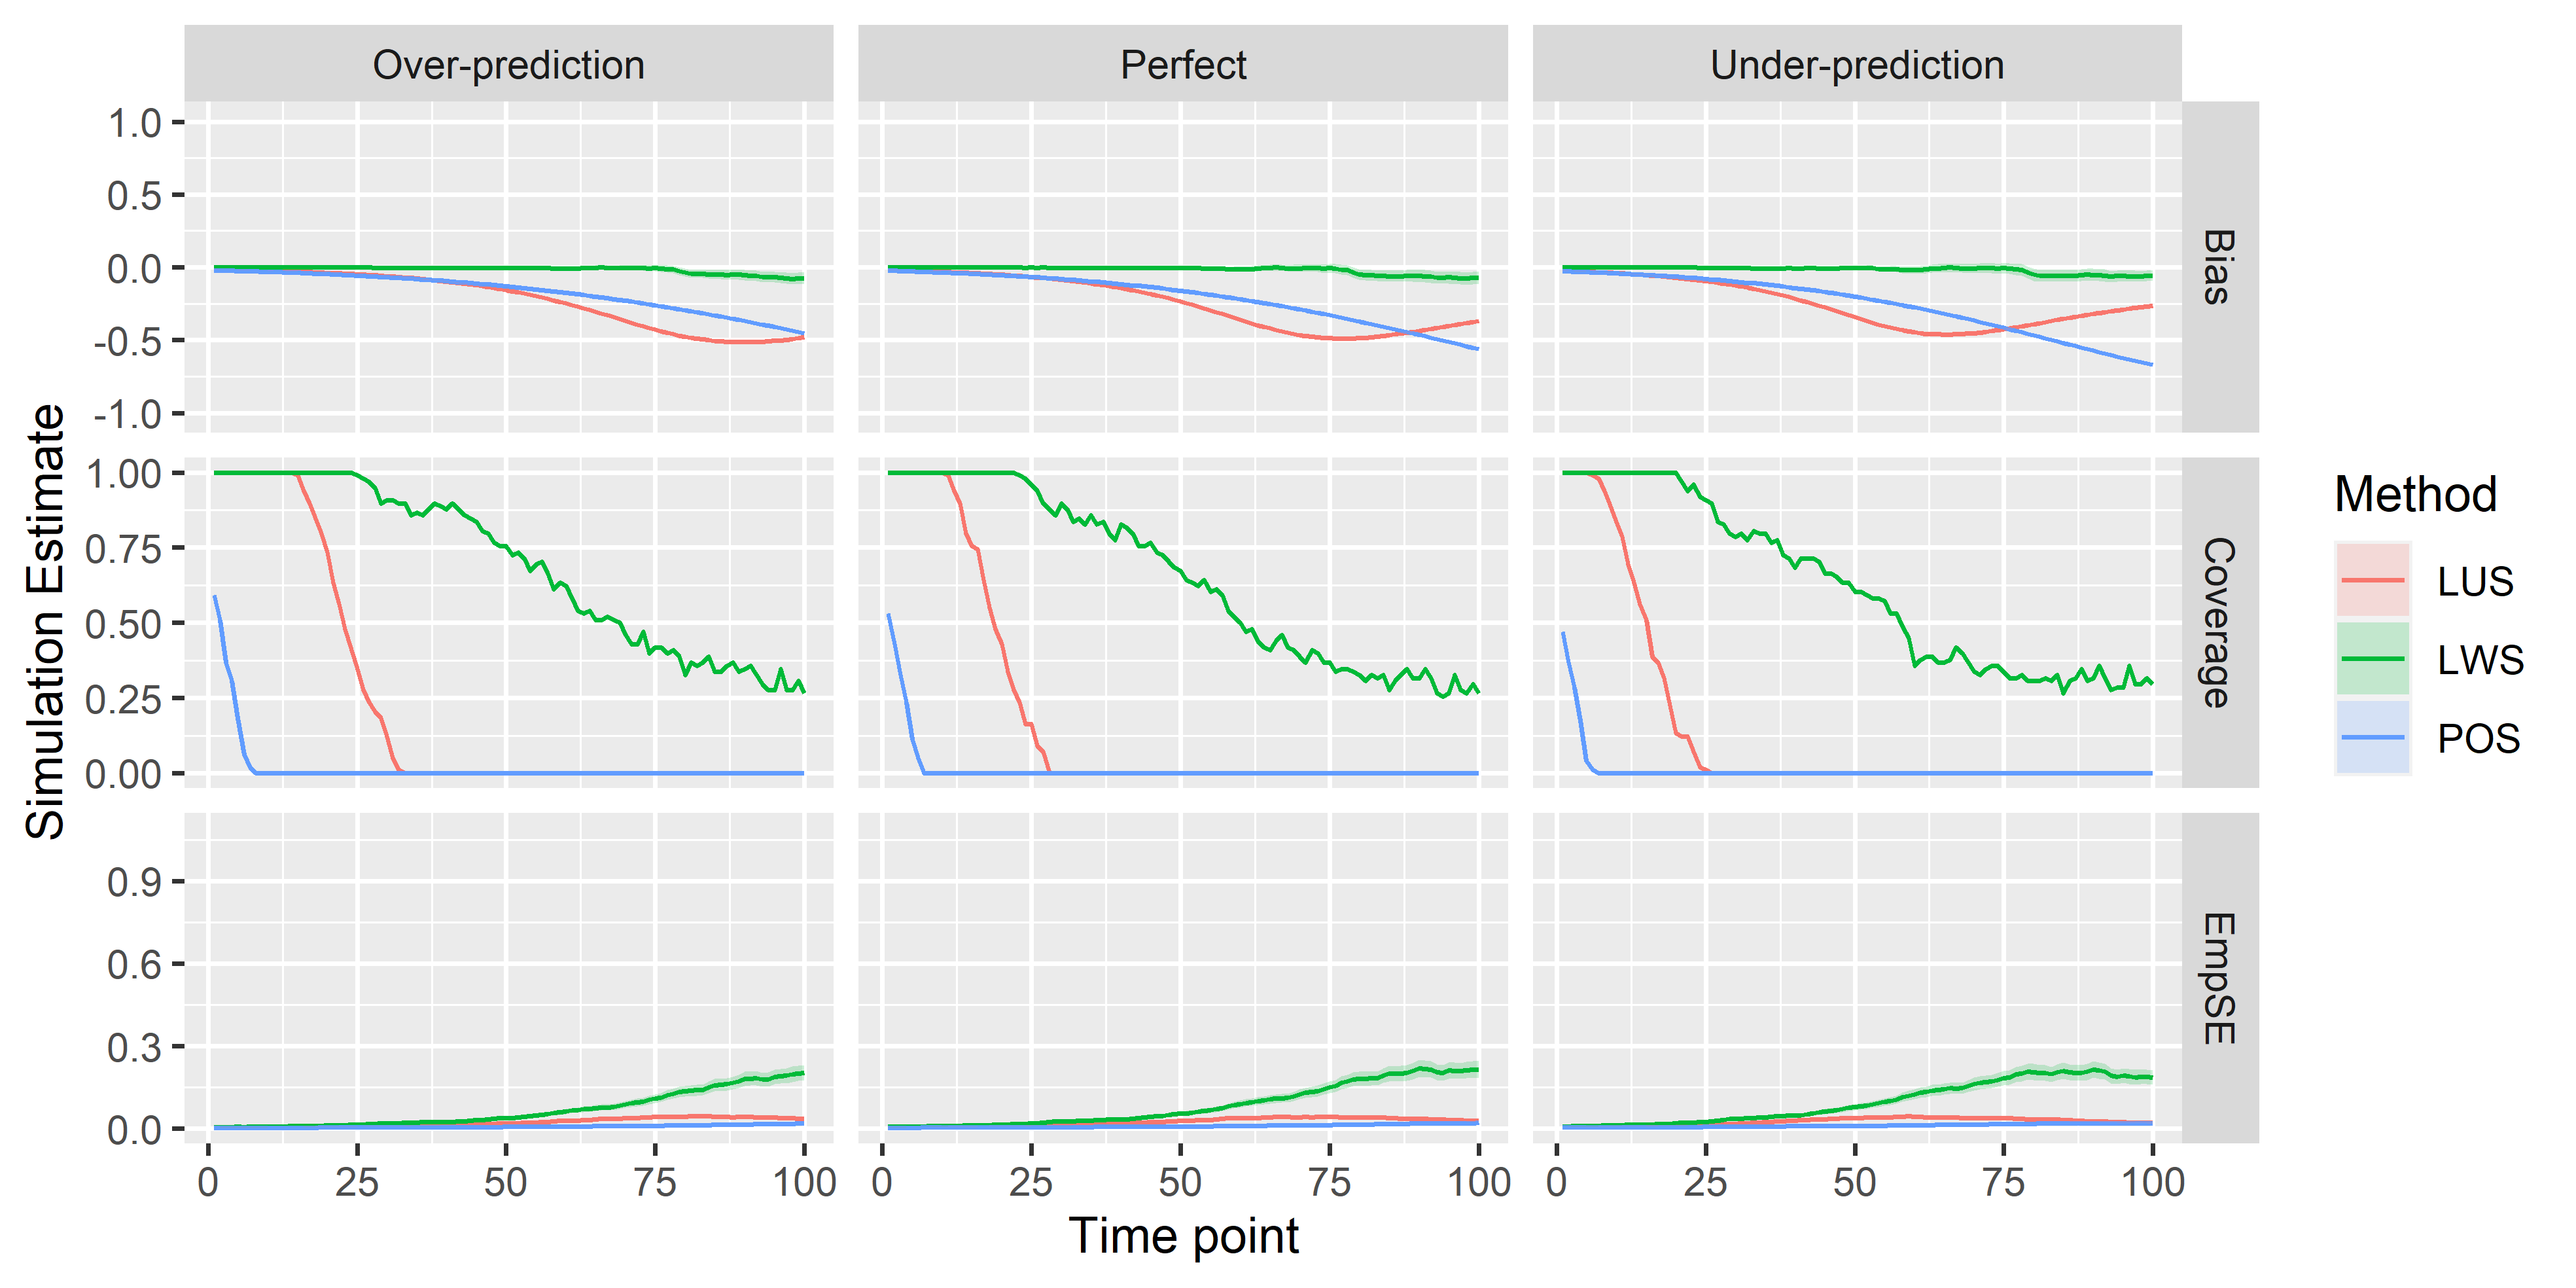 Over-prediction
Perfect
Under-prediction
1.0
0.5
0.0
-0.5
-1.0
Bias
1.00
0.75
0.50
0.25
0.00
Coverage
0.9
0.6
0.3
0.0
EmpSE
Simulation Estimate
0 25 50 75 100
0 25 50 75 100
0 25 50 75 100
Time point
Method
LUS
LWS
POS